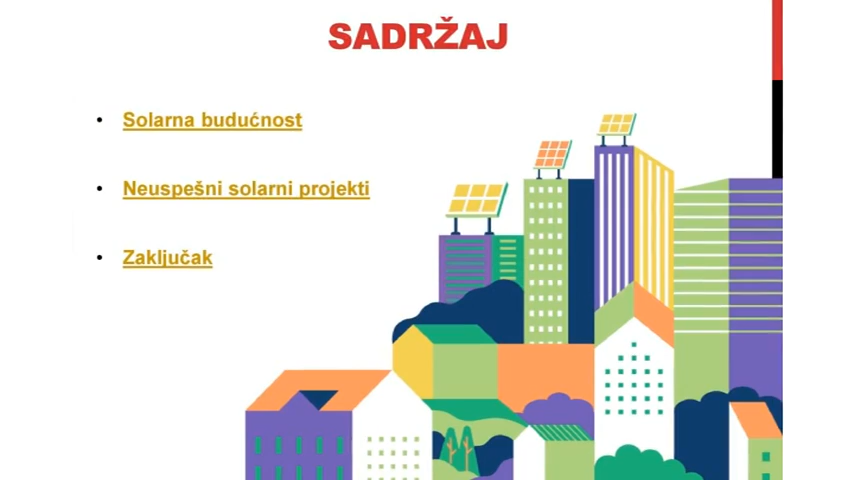 SADRŽAJ
• Solarna budućnost
• Neuspešni solarni projekti
• Zaključak